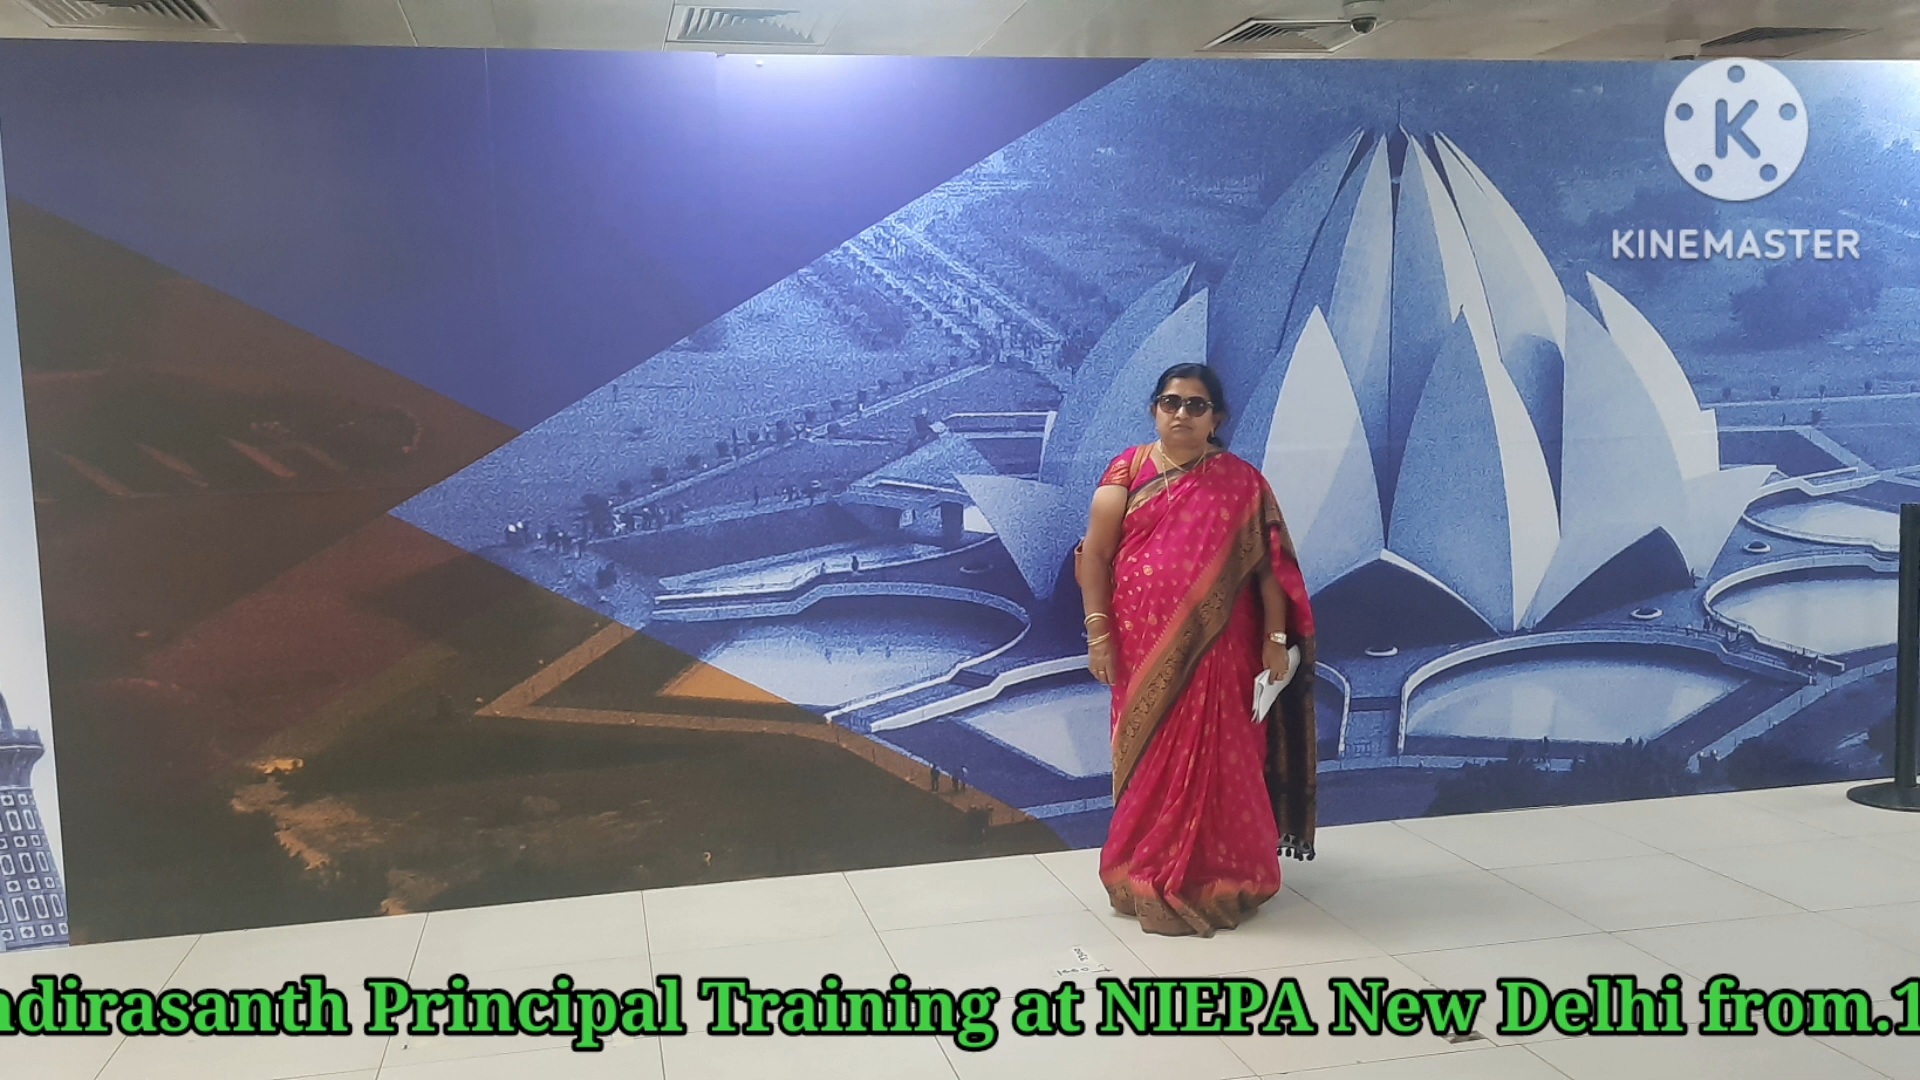 K
KINEMASTER
ndirasanth Principal Training at NIEPA New Delhi from.1